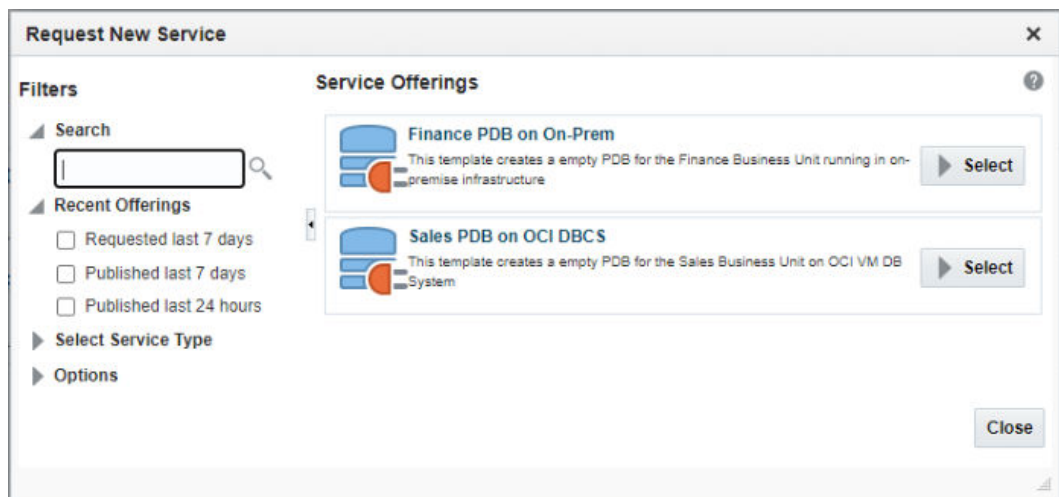 Request New Service
Filters
Search
Recent Offerings
Requested last 7 days
Published last 7 days
Published last 24 hours
Select Service Type
Options
Service Offerings
Finance PDB on On-Prem
This template creates a empty PDB for the Finance Business Unit running in on-
premise infrastructure
Select
Sales PDB on OCI DBCS
This template creates a empty PDB for the Sales Business Unit on OCI VM DB
System
Select
Close